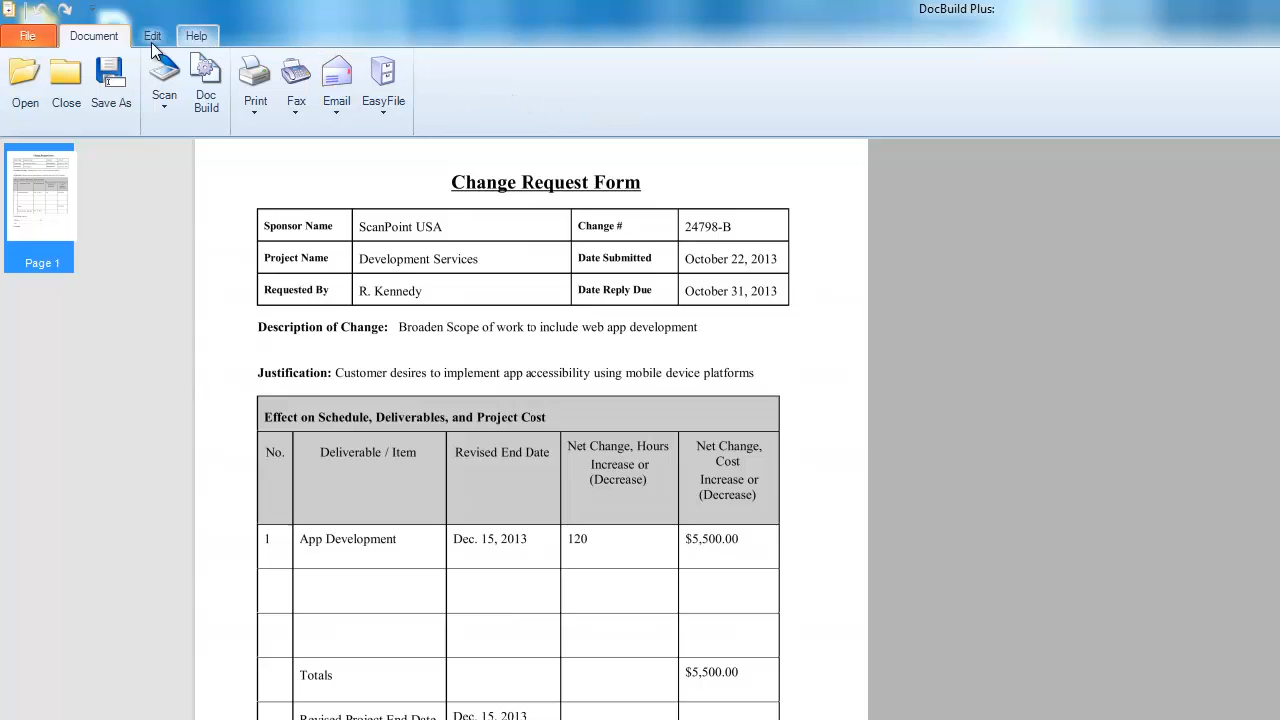 DocBuild Plus:
File Document Edit Help
Open Close Save As Scan Doc Build Print Fax Email EasyFile
Change Request Form
Sponsor Name ScanPoint USA Change # 24798-B
Project Name Development Services Date Submitted October 22, 2013
Requested By R. Kennedy Date Reply Due October 31, 2013
Description of Change: Broaden Scope of work to include web app development
Justification: Customer desires to implement app accessibility using mobile device platforms
Effect on Schedule, Deliverables, and Project Cost
No. Deliverable / Item Revised End Date Net Change, Hours Increase or (Decrease) Net Change, Cost Increase or (Decrease)
1 App Development Dec. 15, 2013 120 $5,500.00
Totals $5,500.00
Revised Project End Date Dec. 15, 2013
Page 1